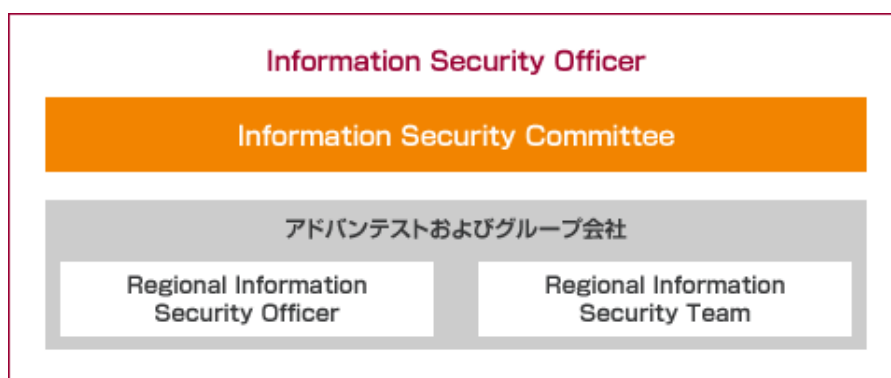 Information Security Officer
Information Security Committee
アドバンテストおよびグループ会社
Regional Information
Security Officer
Regional Information
Security Team